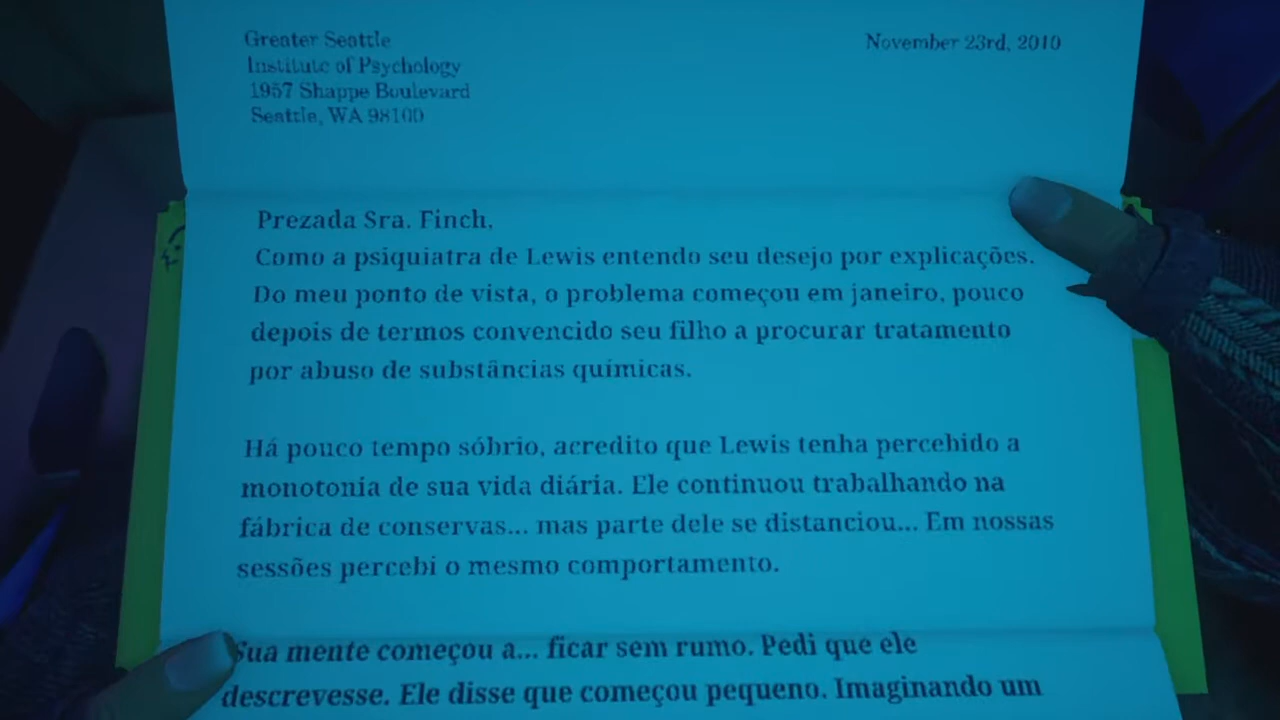 Greater Seattle
Institute of Psychology
1957 Shappe Boulevard
Seattle, WA 98100
November 23rd, 2010
Prezada Sra. Finch,
Como a psiquiatra de Lewis entendo seu desejo por explicações.
Do meu ponto de vista, o problema começou em janeiro, pouco
depois de termos convencido seu filho a procurar tratamento
por abuso de substâncias químicas.
Há pouco tempo sóbrio, acredito que Lewis tenha percebido a
monotonia de sua vida diária. Ele continuou trabalhando na
fábrica de conservas... mas parte dele se distanciou... Em nossas
sessões percebi o mesmo comportamento.
Sua mente começou a... ficar sem rumo. Pedi que ele
descrevesse. Ele disse que começou pequeno. Imaginando um